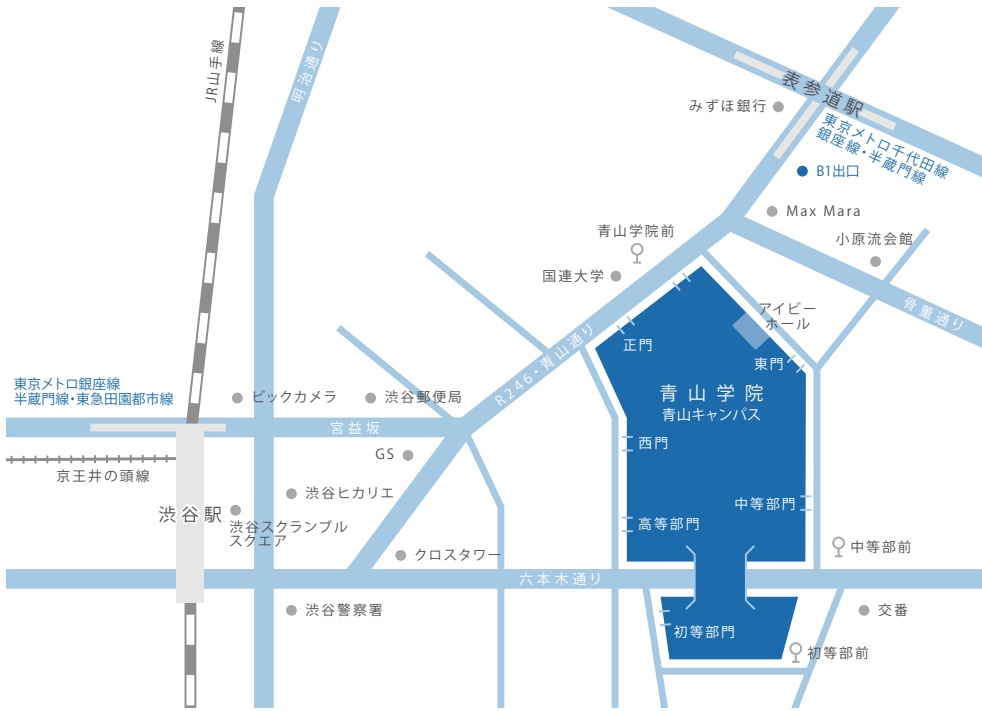 JR山手線
明治通り
表参道駅
みずほ銀行
東京メトロ千代田線
銀座線・半蔵門線
B1出口
Max Mara
青山学院前
小原流会館
国連大学
骨董通り
アイビー
ホール
正門
東門
R246・青山通り
東京メトロ銀座線
半蔵門線・東急田園都市線
ビックカメラ
渋谷郵便局
青山学院
青山キャンパス
宮益坂
GS
西門
京王井の頭線
渋谷ヒカリエ
中等部門
渋谷駅
渋谷スクランブル
スクエア
高等部門
クロスタワー
中等部前
六本木通り
渋谷警察署
交番
初等部門
初等部前